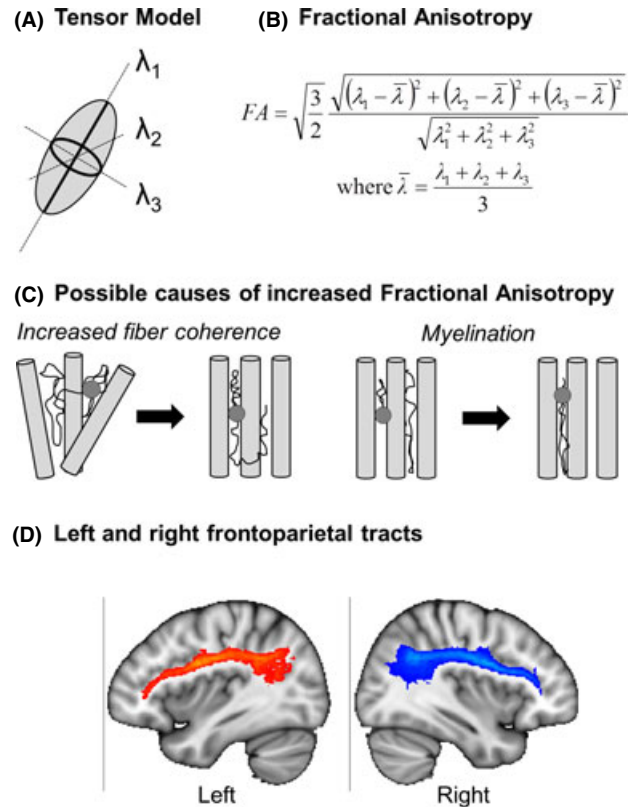 (A) Tensor Model
λ1
λ2
λ3
(B) Fractional Anisotropy
FA = √(3/2) √((λ1 − λ̄)² + (λ2 − λ̄)² + (λ3 − λ̄)²) / √(λ1² + λ2² + λ3²)
where λ̄ = (λ1 + λ2 + λ3) / 3
(C) Possible causes of increased Fractional Anisotropy
Increased fiber coherence
Myelination
(D) Left and right frontoparietal tracts
Left
Right